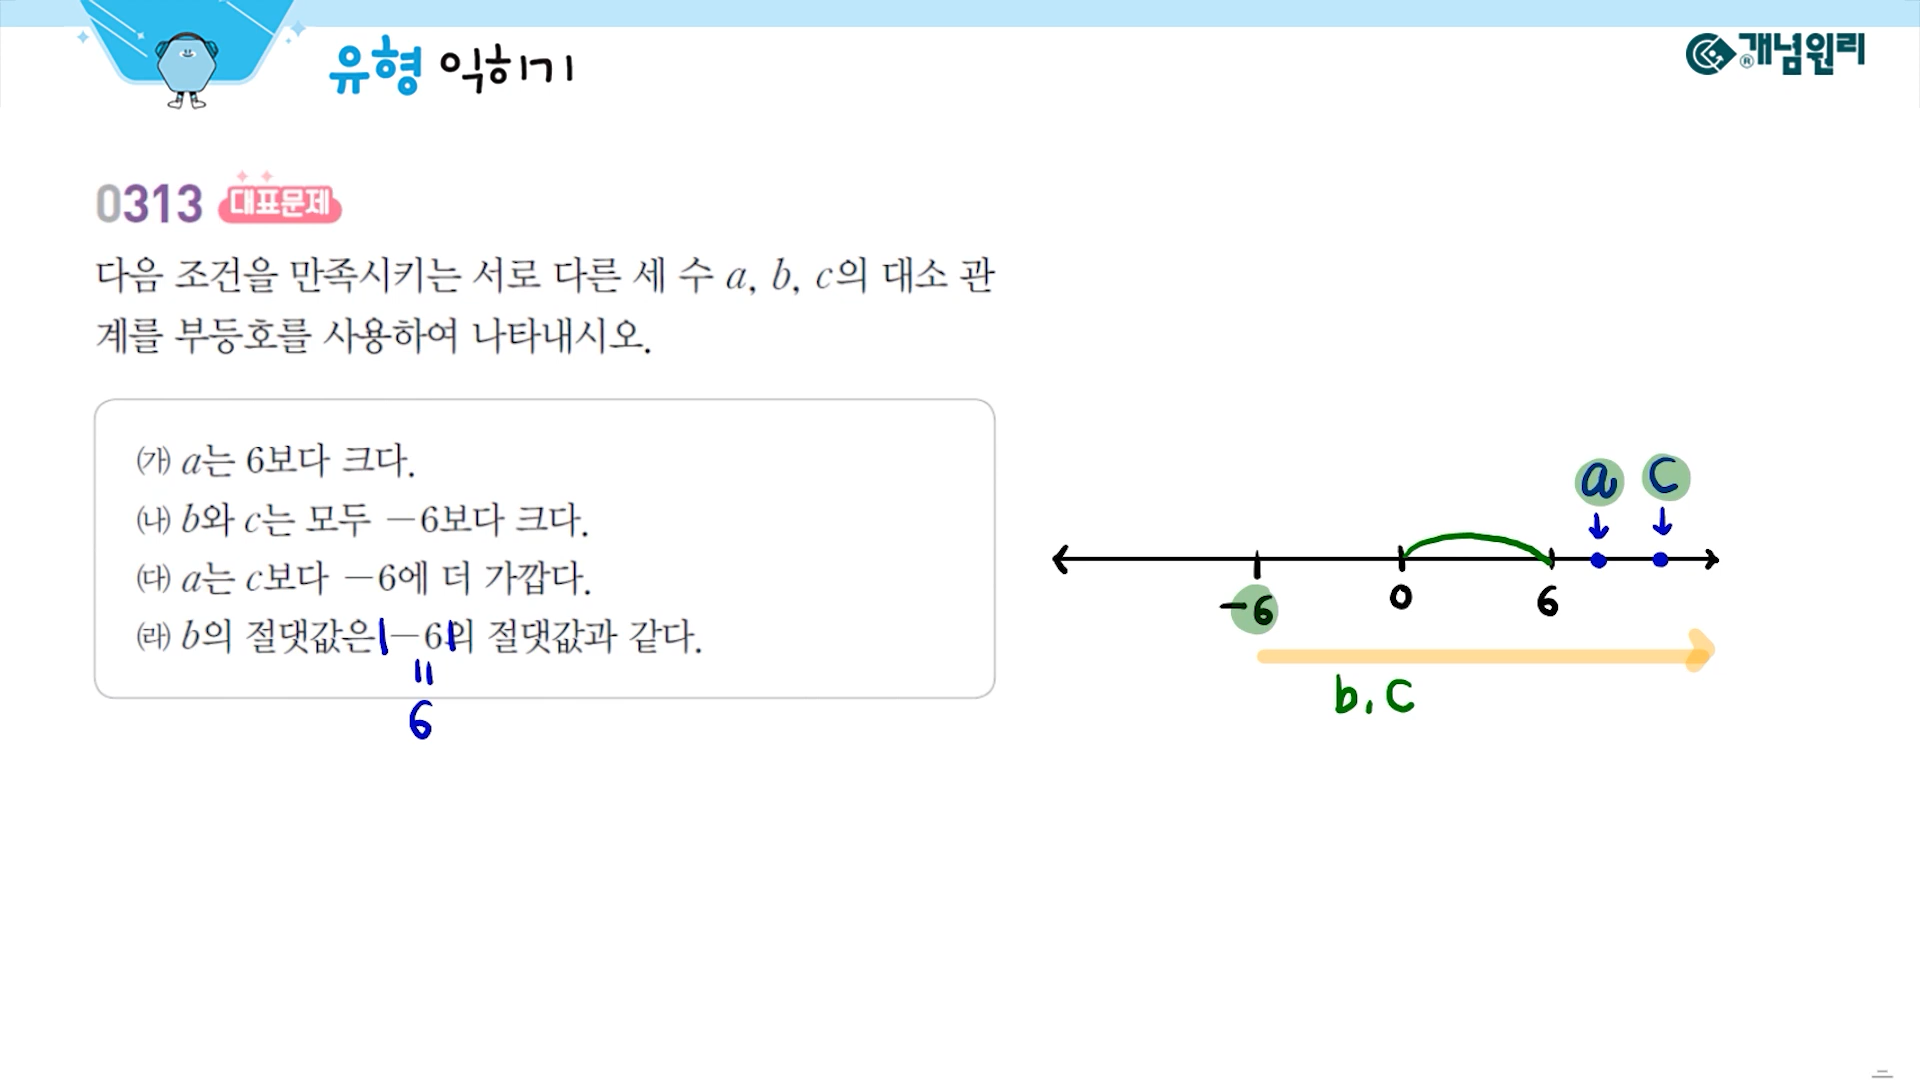 유형 익히기
개념원리
0313 대표문제
다음 조건을 만족시키는 서로 다른 세 수 a, b, c의 대소 관
계를 부등호를 사용하여 나타내시오.
㈎ a는 6보다 크다.
㈏ b와 c는 모두 −6보다 크다.
㈐ a는 c보다 −6에 더 가깝다.
㈑ b의 절댓값은 |−6|의 절댓값과 같다.
||
6
a c
-6 0 6
b, c